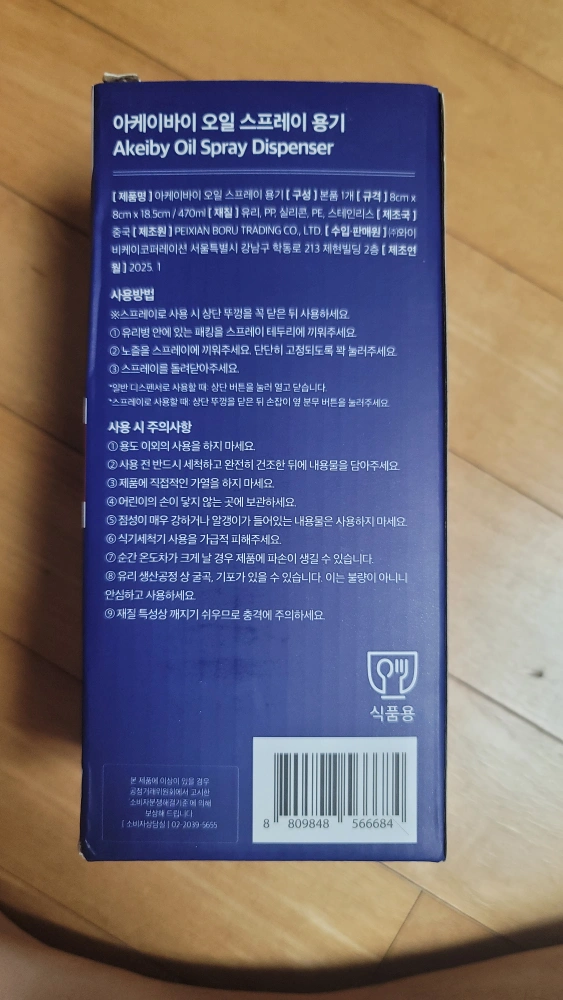 아케이바이 오일 스프레이 용기
Akeiby Oil Spray Dispenser
[ 제품명 ] 아케이바이 오일 스프레이 용기 [ 구성 ] 본품 1개 [ 규격 ] 8cm x
8cm x 18.5cm / 470ml [ 재질 ] 유리, PP, 실리콘, PE, 스테인리스 [ 제조국 ]
중국 [ 제조원 ] PEIXIAN BORU TRADING CO., LTD. [ 수입·판매원 ] ㈜와이
비케이코퍼레이션 서울특별시 강남구 학동로 213 제현빌딩 2층 [ 제조연
월 ] 2025. 1
사용방법
※스프레이로 사용 시 상단 뚜껑을 꼭 닫은 뒤 사용하세요.
① 유리병 안에 있는 패킹을 스프레이 테두리에 끼워주세요.
② 노즐을 스프레이에 끼워주세요. 단단히 고정되도록 꽉 눌러주세요.
③ 스프레이를 돌려닫아주세요.
*일반 디스펜서로 사용할 때: 상단 버튼을 눌러 열고 닫습니다.
*스프레이로 사용할 때: 상단 뚜껑을 닫은 뒤 손잡이 옆 분무 버튼을 눌러주세요.
사용 시 주의사항
① 용도 이외의 사용을 하지 마세요.
② 사용 전 반드시 세척하고 완전히 건조한 뒤에 내용물을 담아주세요.
③ 제품에 직접적인 가열을 하지 마세요.
④ 어린이의 손이 닿지 않는 곳에 보관하세요.
⑤ 점성이 매우 강하거나 알갱이가 들어있는 내용물은 사용하지 마세요.
⑥ 식기세척기 사용을 가급적 피해주세요.
⑦ 순간 온도차가 크게 날 경우 제품에 파손이 생길 수 있습니다.
⑧ 유리 생산공정 상 굴곡, 기포가 있을 수 있습니다. 이는 불량이 아니니
안심하고 사용하세요.
⑨ 재질 특성상 깨지기 쉬우므로 충격에 주의하세요.
식품용
본 제품에 이상이 있을 경우
공정거래위원회에서 고시한
'소비자분쟁해결기준'에 의해
보상해 드립니다
[ 소비자상담실 ] 02-2039-5655
8 809848 566684